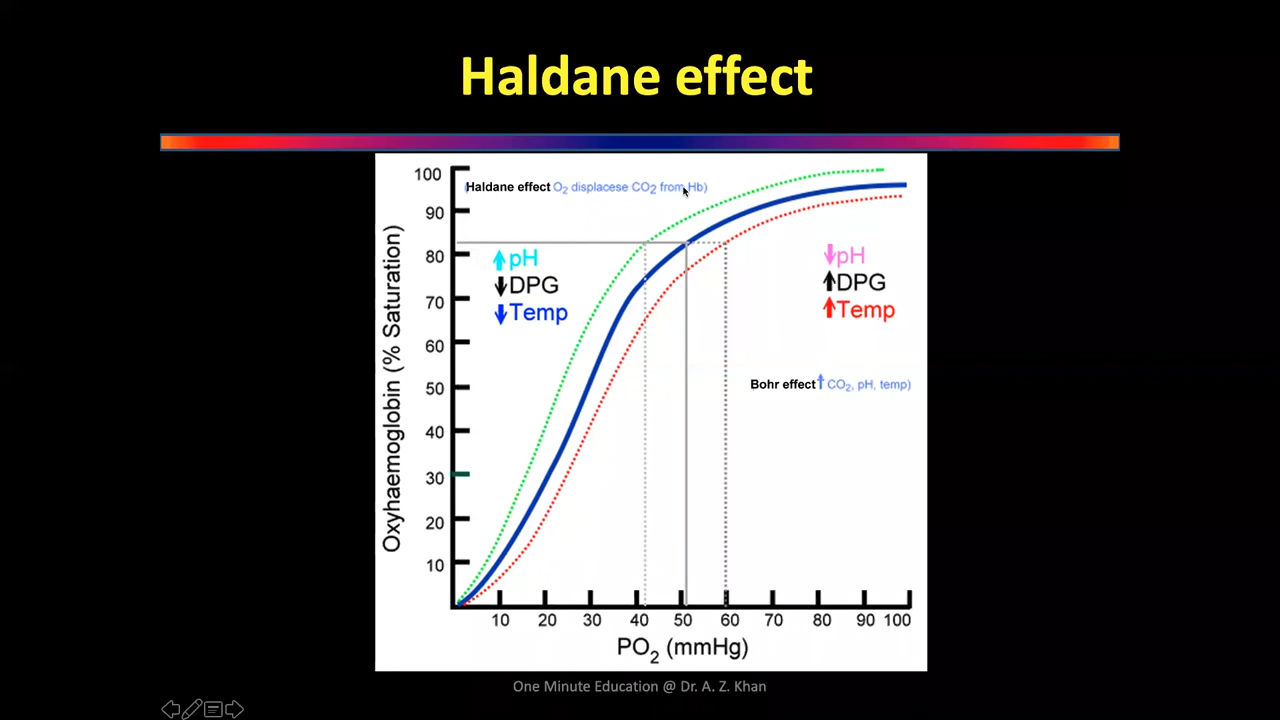 Haldane effect
(Haldane effect O₂ displacese CO₂ from Hb)
100
90
80
70
60
50
40
30
20
10
Oxyhaemoglobin (% Saturation)
↑pH
↓DPG
↓Temp
↓pH
↑DPG
↑Temp
Bohr effect↑ CO₂, pH, temp)
10 20 30 40 50 60 70 80 90 100
PO₂ (mmHg)
One Minute Education @ Dr. A. Z. Khan